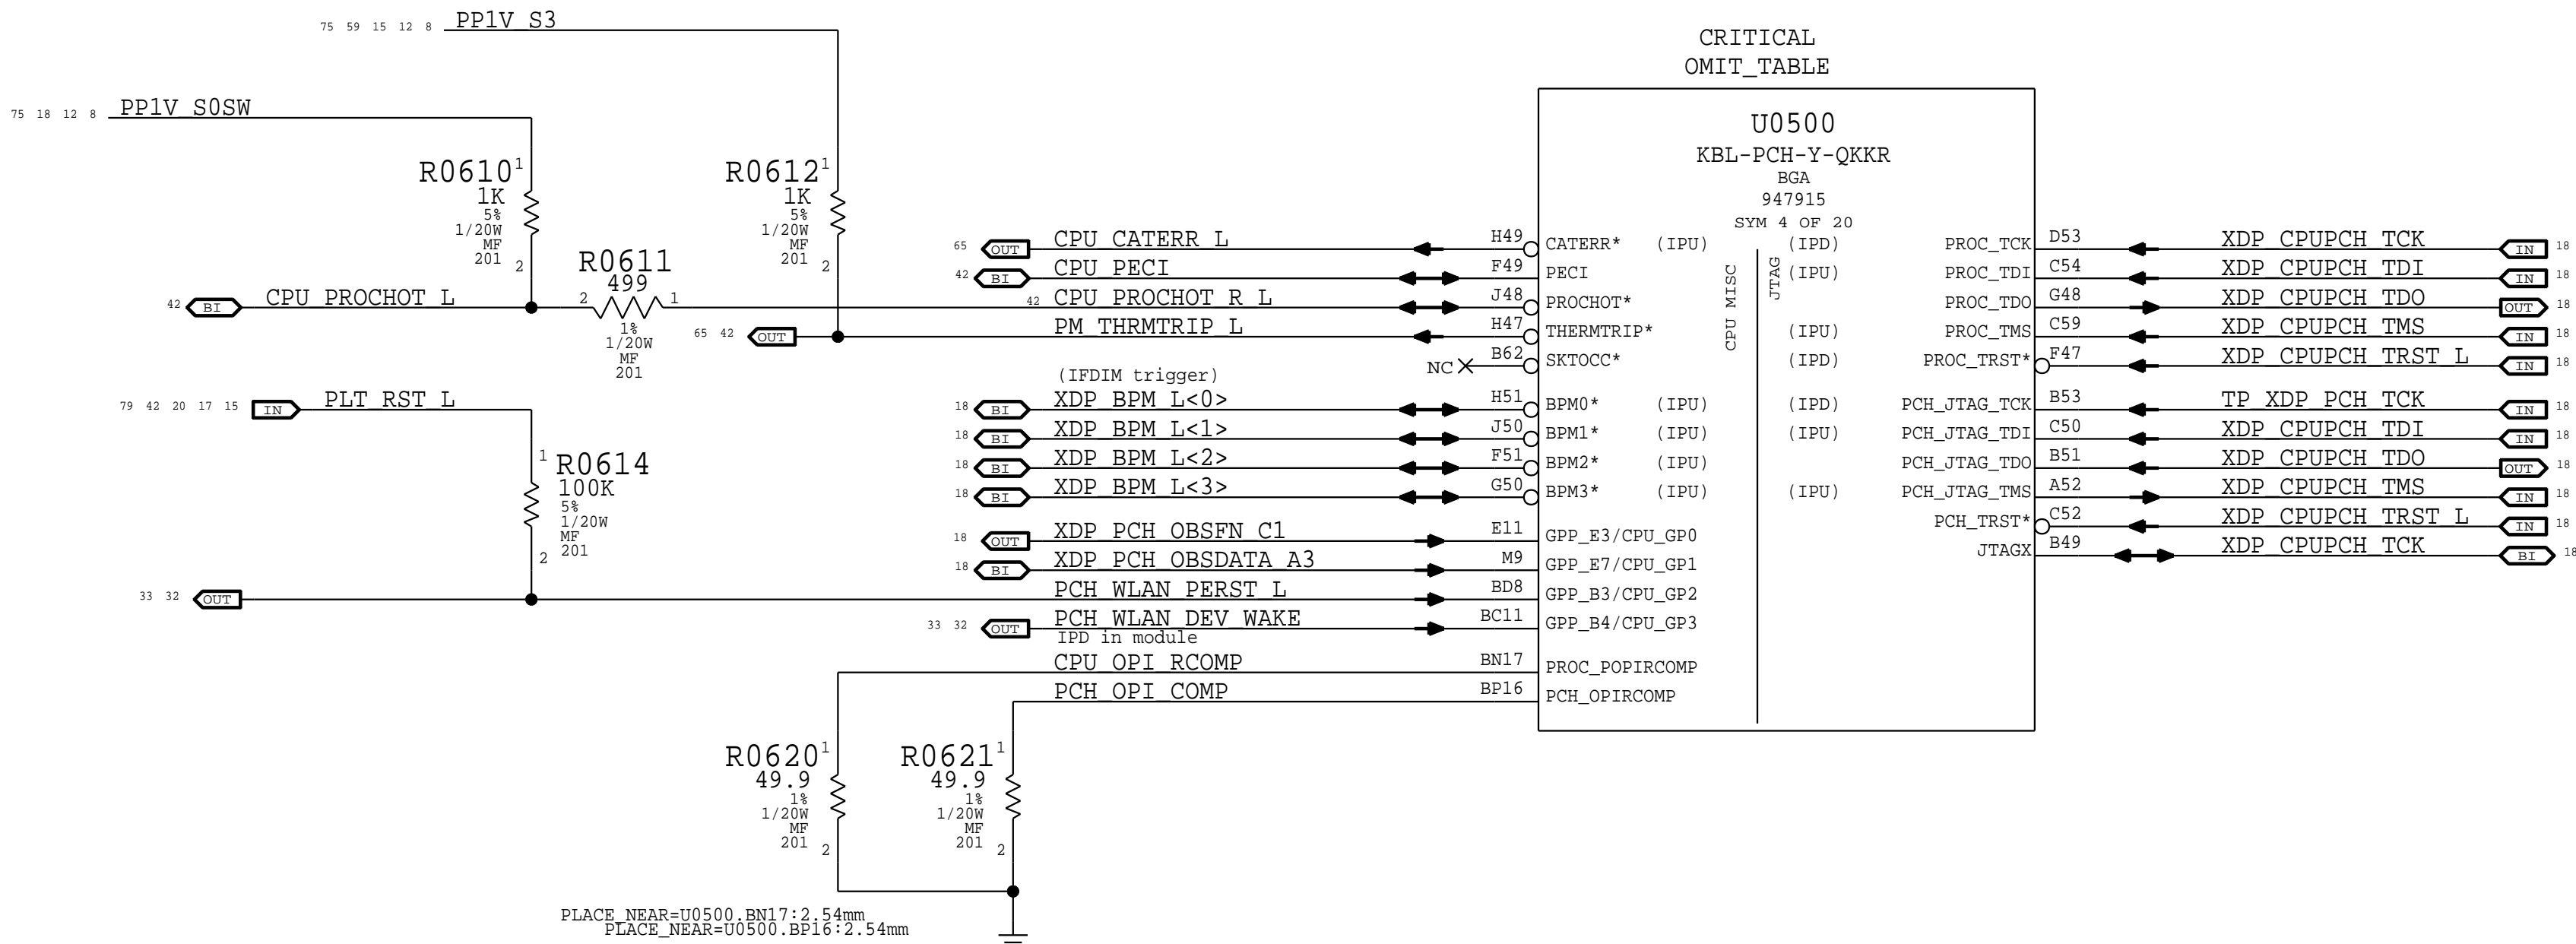 75 59 15 12 8 PP1V_S3
75 18 12 8 PP1V_S0SW
R0610 1
1K
5%
1/20W
MF
201
2
R0612 1
1K
5%
1/20W
MF
201
2
R0611
499
2 1
1%
1/20W
MF
201
42 BI CPU_PROCHOT_L
79 42 20 17 15 IN PLT_RST_L
1
R0614
100K
5%
1/20W
MF
201
2
33 32 OUT
CRITICAL
OMIT_TABLE
U0500
KBL-PCH-Y-QKKR
BGA
947915
SYM 4 OF 20
CPU MISC
JTAG
65 OUT CPU_CATERR_L H49 CATERR* (IPU)
42 BI CPU_PECI F49 PECI
42 CPU_PROCHOT_R_L J48 PROCHOT*
65 42 OUT PM_THRMTRIP_L H47 THERMTRIP*
NC B62 SKTOCC*
(IFDIM trigger)
18 BI XDP_BPM_L<0> H51 BPM0* (IPU)
18 BI XDP_BPM_L<1> J50 BPM1* (IPU)
18 BI XDP_BPM_L<2> F51 BPM2* (IPU)
18 BI XDP_BPM_L<3> G50 BPM3* (IPU)
18 OUT XDP_PCH_OBSFN_C1 E11 GPP_E3/CPU_GP0
18 BI XDP_PCH_OBSDATA_A3 M9 GPP_E7/CPU_GP1
PCH_WLAN_PERST_L BD8 GPP_B3/CPU_GP2
33 32 OUT PCH_WLAN_DEV_WAKE BC11 GPP_B4/CPU_GP3
IPD in module
CPU_OPI_RCOMP BN17 PROC_POPIRCOMP
PCH_OPI_COMP BP16 PCH_OPIRCOMP
(IPD) PROC_TCK D53 XDP_CPUPCH_TCK IN 18
(IPU) PROC_TDI C54 XDP_CPUPCH_TDI IN 18
PROC_TDO G48 XDP_CPUPCH_TDO OUT 18
(IPU) PROC_TMS C59 XDP_CPUPCH_TMS IN 18
(IPD) PROC_TRST* F47 XDP_CPUPCH_TRST_L IN 18
(IPD) PCH_JTAG_TCK B53 TP_XDP_PCH_TCK IN 18
(IPU) PCH_JTAG_TDI C50 XDP_CPUPCH_TDI IN 18
PCH_JTAG_TDO B51 XDP_CPUPCH_TDO OUT 18
(IPU) PCH_JTAG_TMS A52 XDP_CPUPCH_TMS IN 18
PCH_TRST* C52 XDP_CPUPCH_TRST_L IN 18
JTAGX B49 XDP_CPUPCH_TCK BI 18
R0620 1
49.9
1%
1/20W
MF
201
2
R0621 1
49.9
1%
1/20W
MF
201
2
PLACE_NEAR=U0500.BN17:2.54mm
PLACE_NEAR=U0500.BP16:2.54mm